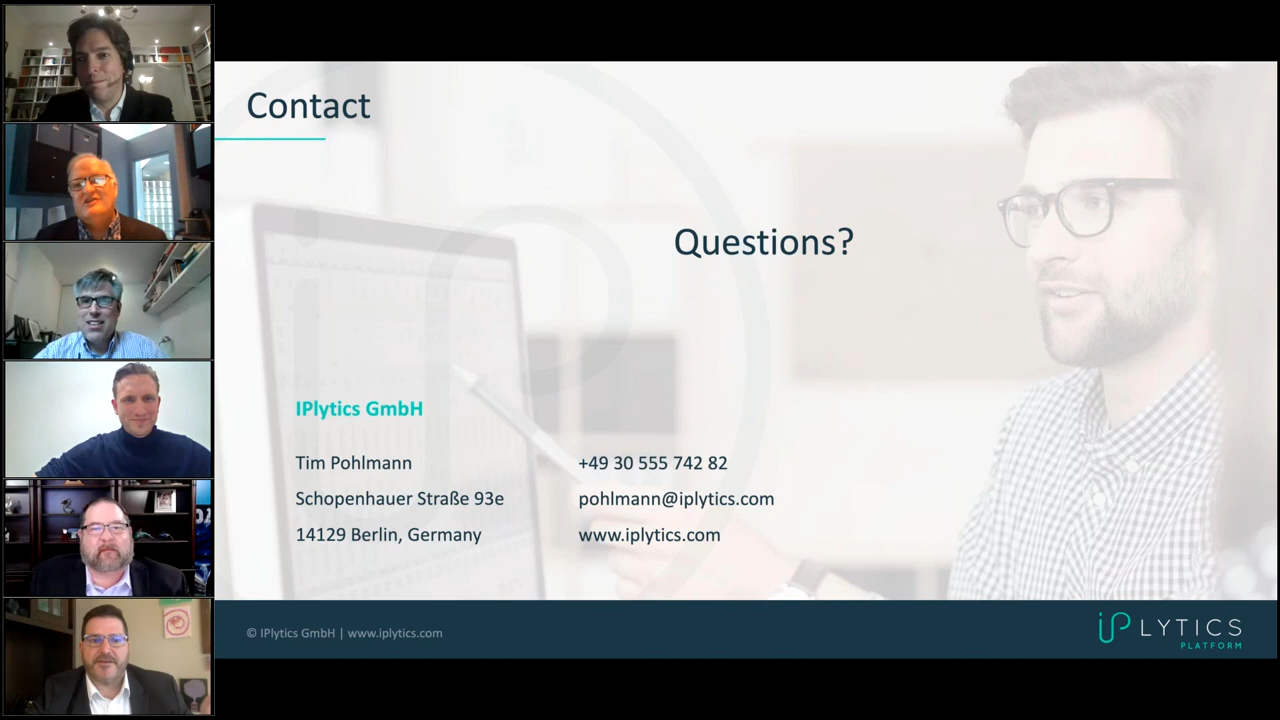 Contact
Questions?
IPlytics GmbH
Tim Pohlmann
+49 30 555 742 82
Schopenhauer Straße 93e
pohlmann@iplytics.com
14129 Berlin, Germany
www.iplytics.com
© IPlytics GmbH | www.iplytics.com
iP LYTICS
PLATFORM